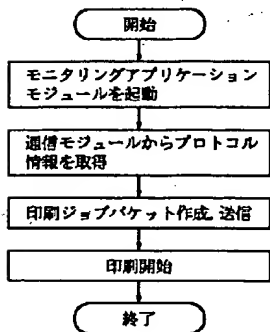 開始
モニタリングアプリケーション
モジュールを起動
通信モジュールからプロトコル
情報を取得
印刷ジョブパケット作成、送信
印刷開始
終了